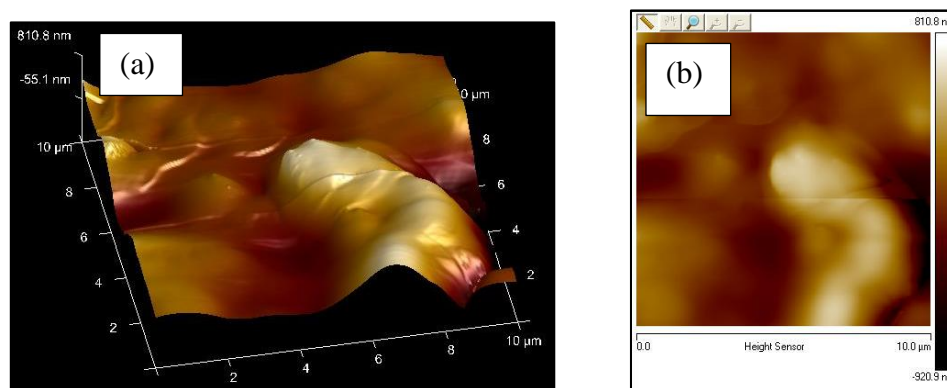 810.8 nm
(a)
-55.1 nm
10 µm
8
6
4
2
2
4
6
8
10 µm
2
4
6
8
0 µm
(b)
810.8 n
0.0
Height Sensor
10.0 µm
-920.9 n